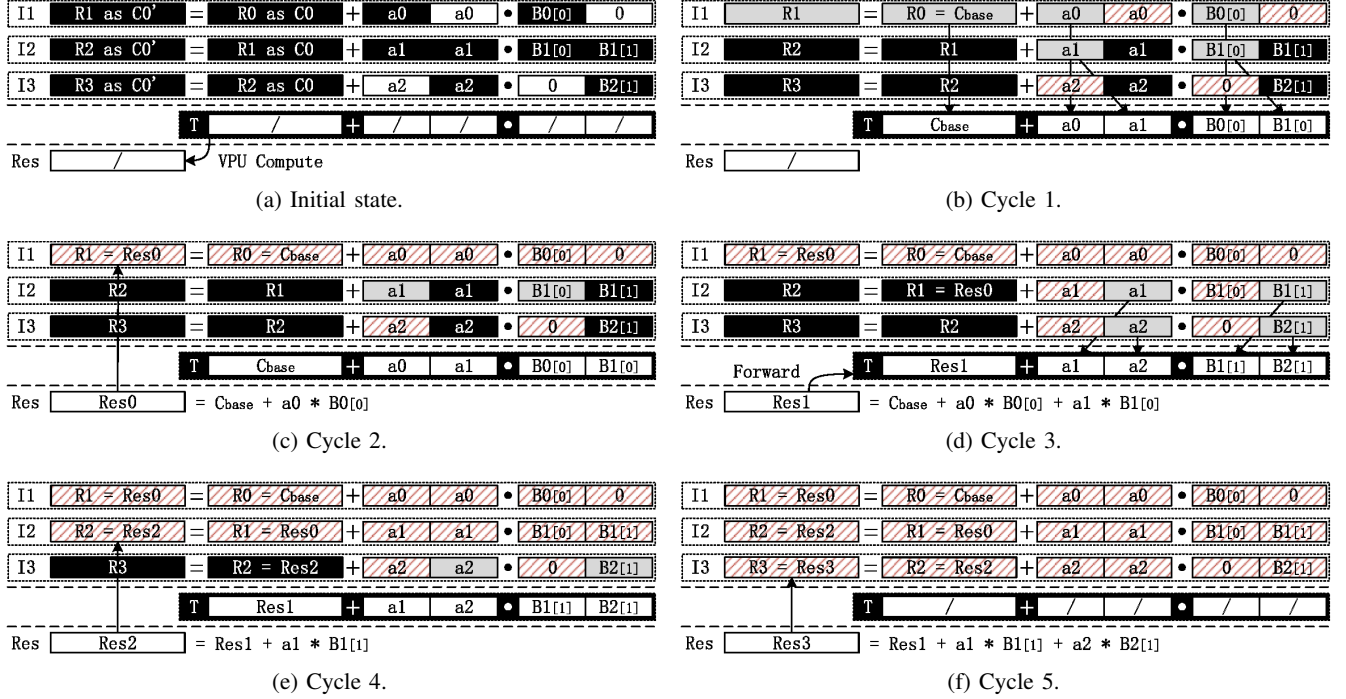 I1 R1 as C0' = R0 as C0 + a0 a0 • B0[0] 0
I2 R2 as C0' = R1 as C0 + a1 a1 • B1[0] B1[1]
I3 R3 as C0' = R2 as C0 + a2 a2 • 0 B2[1]
T / + / / • / /
Res / VPU Compute
(a) Initial state.
I1 R1 = R0 = Cbase + a0 a0 • B0[0] 0
I2 R2 = R1 + a1 a1 • B1[0] B1[1]
I3 R3 = R2 + a2 a2 • 0 B2[1]
T Cbase + a0 a1 • B0[0] B1[0]
Res /
(b) Cycle 1.
I1 R1 = Res0 = R0 = Cbase + a0 a0 • B0[0] 0
I2 R2 = R1 + a1 a1 • B1[0] B1[1]
I3 R3 = R2 + a2 a2 • 0 B2[1]
T Cbase + a0 a1 • B0[0] B1[0]
Res Res0 = Cbase + a0 * B0[0]
(c) Cycle 2.
I1 R1 = Res0 = R0 = Cbase + a0 a0 • B0[0] 0
I2 R2 = R1 = Res0 + a1 a1 • B1[0] B1[1]
I3 R3 = R2 + a2 a2 • 0 B2[1]
Forward T Res1 + a1 a2 • B1[1] B2[1]
Res Res1 = Cbase + a0 * B0[0] + a1 * B1[0]
(d) Cycle 3.
I1 R1 = Res0 = R0 = Cbase + a0 a0 • B0[0] 0
I2 R2 = Res2 = R1 = Res0 + a1 a1 • B1[0] B1[1]
I3 R3 = R2 = Res2 + a2 a2 • 0 B2[1]
T Res1 + a1 a2 • B1[1] B2[1]
Res Res2 = Res1 + a1 * B1[1]
(e) Cycle 4.
I1 R1 = Res0 = R0 = Cbase + a0 a0 • B0[0] 0
I2 R2 = Res2 = R1 = Res0 + a1 a1 • B1[0] B1[1]
I3 R3 = Res3 = R2 = Res2 + a2 a2 • 0 B2[1]
T / + / / • / /
Res Res3 = Res1 + a1 * B1[1] + a2 * B2[1]
(f) Cycle 5.